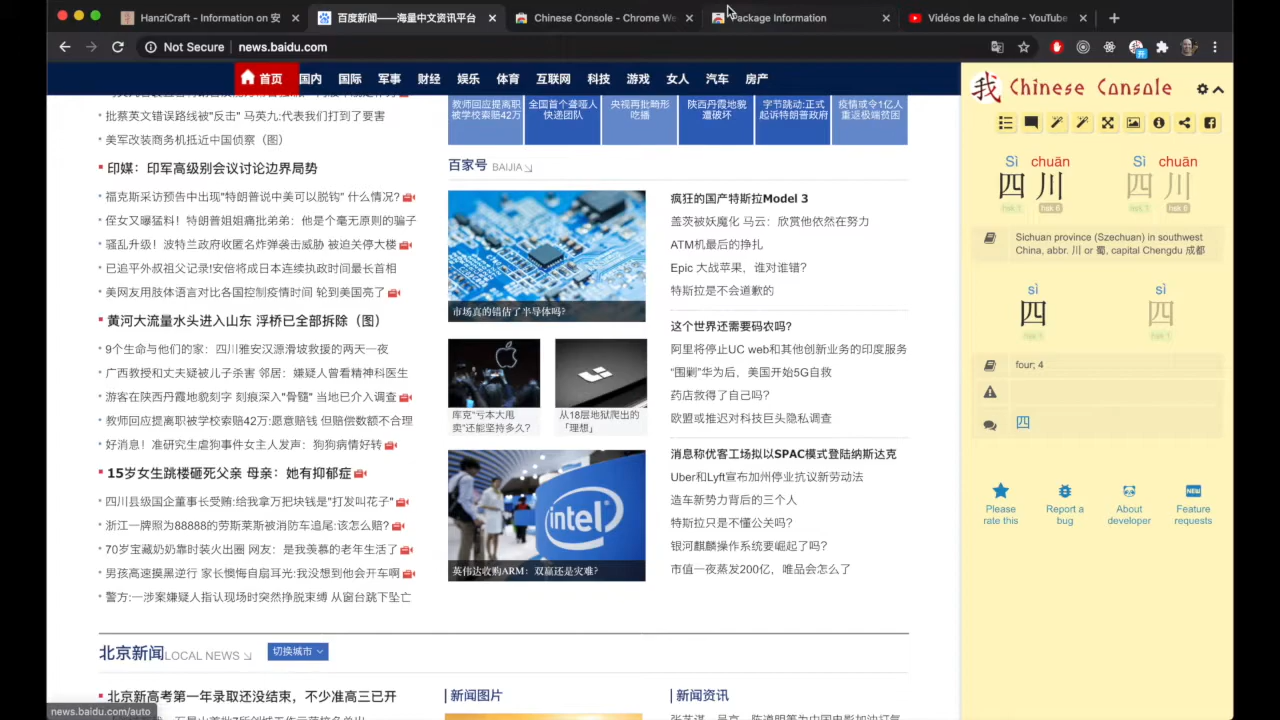 HanziCraft - Information on 安
百度新闻——海量中文资讯平台
Chinese Console - Chrome We
Package Information
Vidéos de la chaîne - YouTube
Not Secure
news.baidu.com
首页 国内 国际 军事 财经 娱乐 体育 互联网 科技 游戏 女人 汽车 房产
批蔡英文错误路线被"反击" 马英九:代表我们打到了要害
美军改装商务机抵近中国侦察（图）
印媒：印军高级别会议讨论边界局势
福克斯采访预告中出现"特朗普说中美可以脱钩" 什么情况?
侄女又曝猛料！特朗普姐姐痛批弟弟：他是个毫无原则的骗子
骚乱升级！波特兰政府收匿名炸弹袭击威胁 被迫关停大楼
已追平外叔祖父记录!安倍将成日本连续执政时间最长首相
美网友用肢体语言对比各国控制疫情时间 轮到美国亮了
黄河大流量水头进入山东 浮桥已全部拆除（图）
9个生命与他们的家：四川雅安汉源滑坡救援的两天一夜
广西教授和丈夫疑被儿子杀害 邻居：嫌疑人曾看精神科医生
游客在陕西丹霞地貌刻字 刻痕深入"骨髓" 当地已介入调查
教师回应提离职被学校索赔42万:愿意赔钱 但赔偿数额不合理
好消息！准研究生虐狗事件女主人发声：狗狗病情好转
15岁女生跳楼砸死父亲 母亲：她有抑郁症
四川县级国企董事长受贿:给我拿万把块钱是"打发叫花子"
浙江一牌照为88888的劳斯莱斯被消防车追尾:该怎么赔?
70岁宝藏奶奶靠时装火出圈 网友：是我羡慕的老年生活了
男孩高速摸黑逆行 家长懊悔自扇耳光:我没想到他会开车啊
警方:一涉案嫌疑人指认现场时突然挣脱束缚 从窗台跳下坠亡
教师回应提离职
被学校索赔42万
全国首个聋哑人
快递团队
央视再批畸形
吃播
陕西丹霞地貌
遭破坏
字节跳动:正式
起诉特朗普政府
疫情或令1亿人
重返极端贫困
百家号 BAIJIA
市场真的错估了半导体吗?
库克"亏本大甩
卖"还能坚持多久?
从18层地狱爬出的
「理想」
intel
英伟达收购ARM：双赢还是灾难?
疯狂的国产特斯拉Model 3
盖茨被妖魔化 马云：欣赏他依然在努力
ATM机最后的挣扎
Epic 大战苹果，谁对谁错?
特斯拉是不会道歉的
这个世界还需要码农吗?
阿里将停止UC web和其他创新业务的印度服务
"围剿"华为后，美国开始5G自救
药店救得了自己吗?
欧盟或推迟对科技巨头隐私调查
消息称优客工场拟以SPAC模式登陆纳斯达克
Uber和Lyft宣布加州停业抗议新劳动法
造车新势力背后的三个人
特斯拉只是不懂公关吗?
银河麒麟操作系统要崛起了吗?
市值一夜蒸发200亿，唯品会怎么了
北京新闻 LOCAL NEWS 切换城市
北京新高考第一年录取还没结束，不少准高三已开
新闻图片
新闻资讯
news.baidu.com/auto
我 Chinese Console
Sì chuān Sì chuān
四川 四川
hsk 1 hsk 6 hsk 1 hsk 6
Sichuan province (Szechuan) in southwest
China, abbr. 川 or 蜀, capital Chengdu 成都
sì sì
四 四
hsk 1 hsk 1
four; 4
四
Please
rate this
Report a
bug
About
developer
NEW
Feature
requests